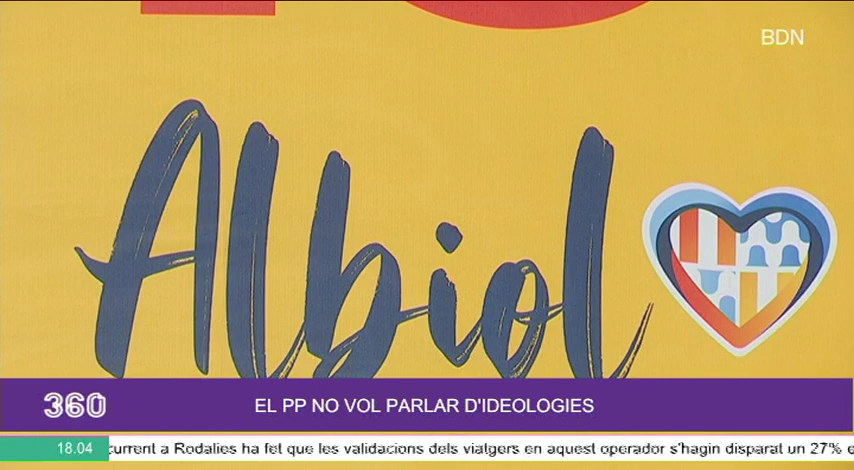 BDN
Albiol
360
EL PP NO VOL PARLAR D'IDEOLOGIES
18.04
a Rodalies ha fet que les validacions dels viatgers en aquest operador s'hagin disparat un 27%